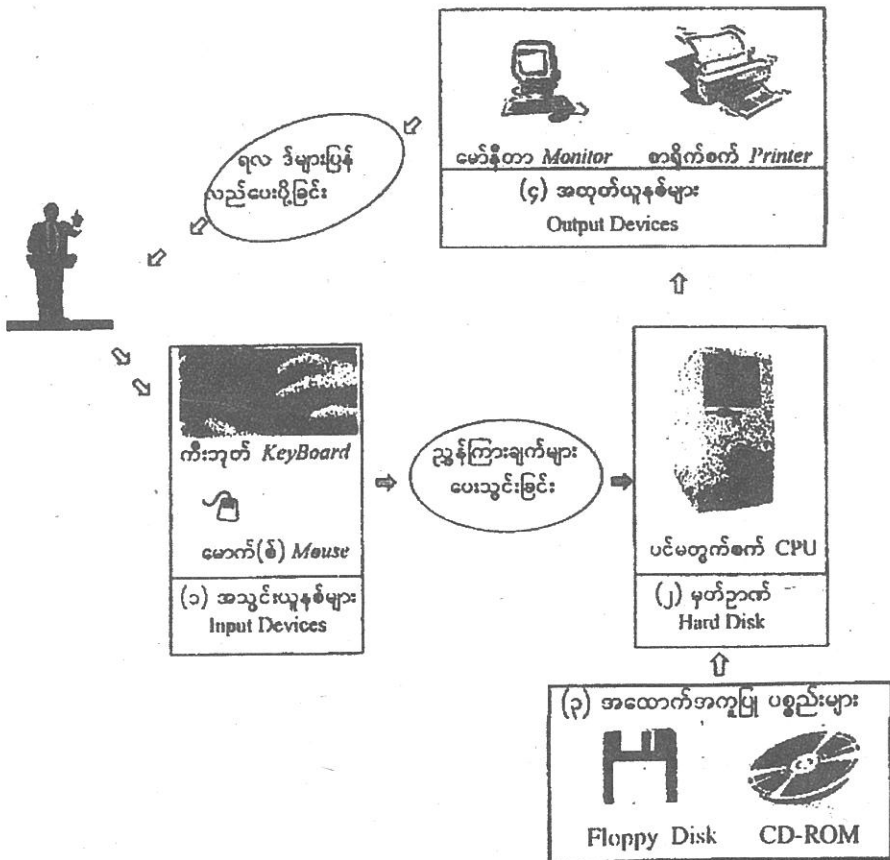 မော်နီတာ Monitor
စာရိုက်စက် Printer
(၄) အထုတ်ယူနစ်များ
Output Devices
ရလ ဒ်များပြန်
လည်ပေးပို့ခြင်း
ကီးဘုတ် KeyBoard
မောက်(စ်) Mouse
(၁) အသွင်းယူနစ်များ
Input Devices
ညွှန်ကြားချက်များ
ပေးသွင်းခြင်း
ပင်မတွက်စက် CPU
(၂) မှတ်ဥာဏ်
Hard Disk
(၃) အထောက်အကူပြု ပစ္စည်းများ
Floppy Disk
CD-ROM